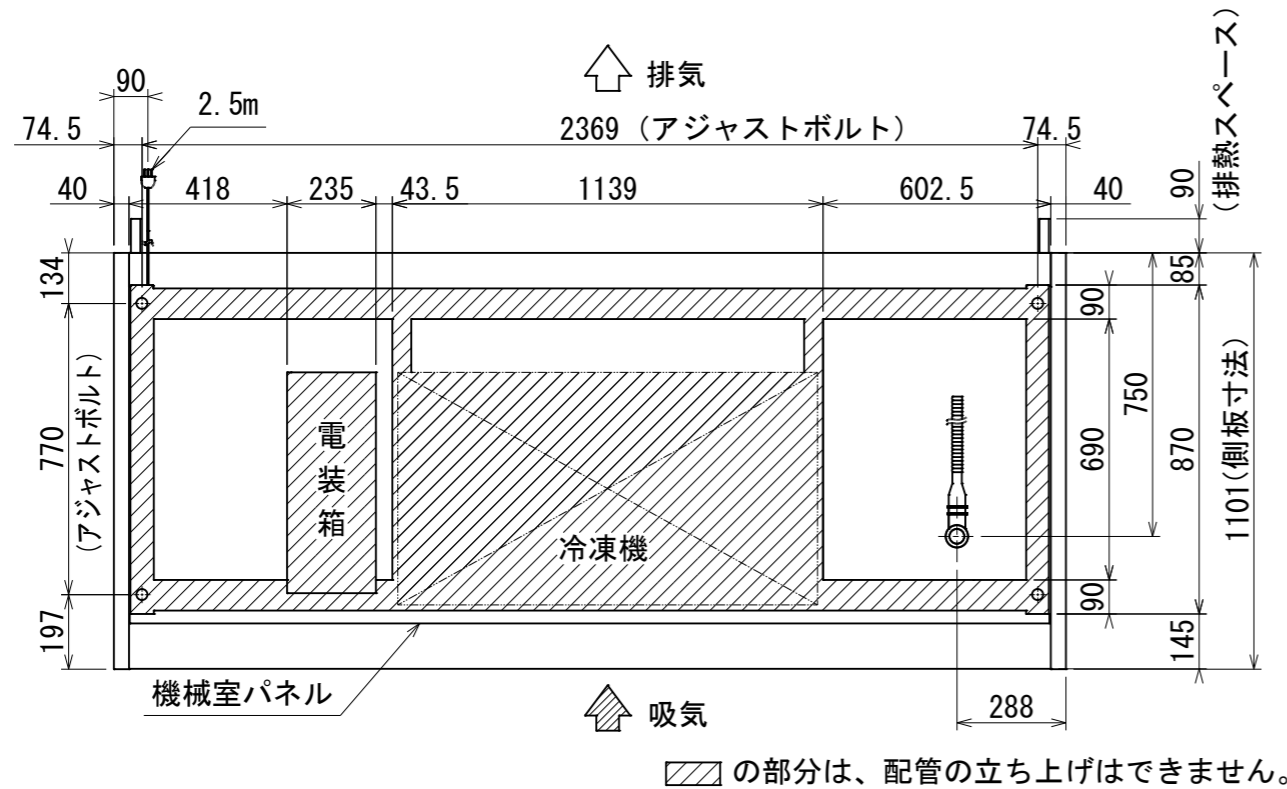 排気
(排熱スペース)
90
2.5m
74.5
2369 (アジャストボルト)
74.5
90
40
418
235
43.5
1139
602.5
40
134
85
90
770
(アジャストボルト)
電装箱
冷凍機
750
690
870
1101(側板寸法)
90
197
145
機械室パネル
吸気
288
の部分は、配管の立ち上げはできません。